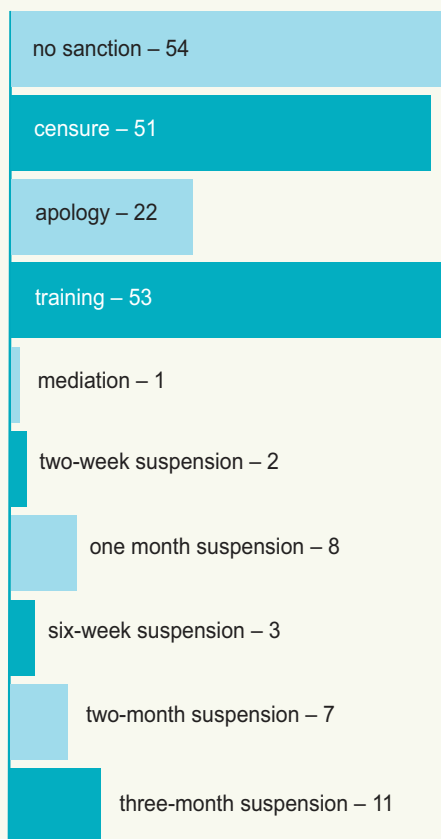 no sanction – 54
censure – 51
apology – 22
training – 53
mediation – 1
two-week suspension – 2
one month suspension – 8
six-week suspension – 3
two-month suspension – 7
three-month suspension – 11